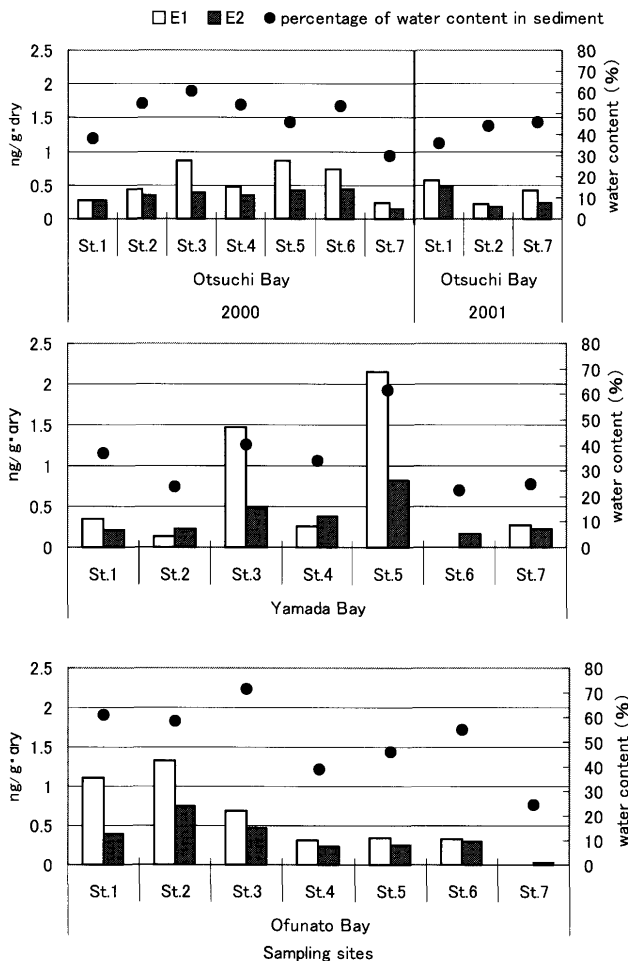 E1 E2 percentage of water content in sediment
2.5 80
70
2 60
1.5 50
40
1 30
0.5 20
10
0 0
ng/g・dry
water content (%)
St.1 St.2 St.3 St.4 St.5 St.6 St.7 St.1 St.2 St.7
Otsuchi Bay Otsuchi Bay
2000 2001
2.5 80
70
2 60
1.5 50
40
1 30
0.5 20
10
0 0
ng/g・dry
water content (%)
St.1 St.2 St.3 St.4 St.5 St.6 St.7
Yamada Bay
2.5 80
70
2 60
1.5 50
40
1 30
0.5 20
10
0 0
ng/g・dry
water content (%)
St.1 St.2 St.3 St.4 St.5 St.6 St.7
Ofunato Bay
Sampling sites